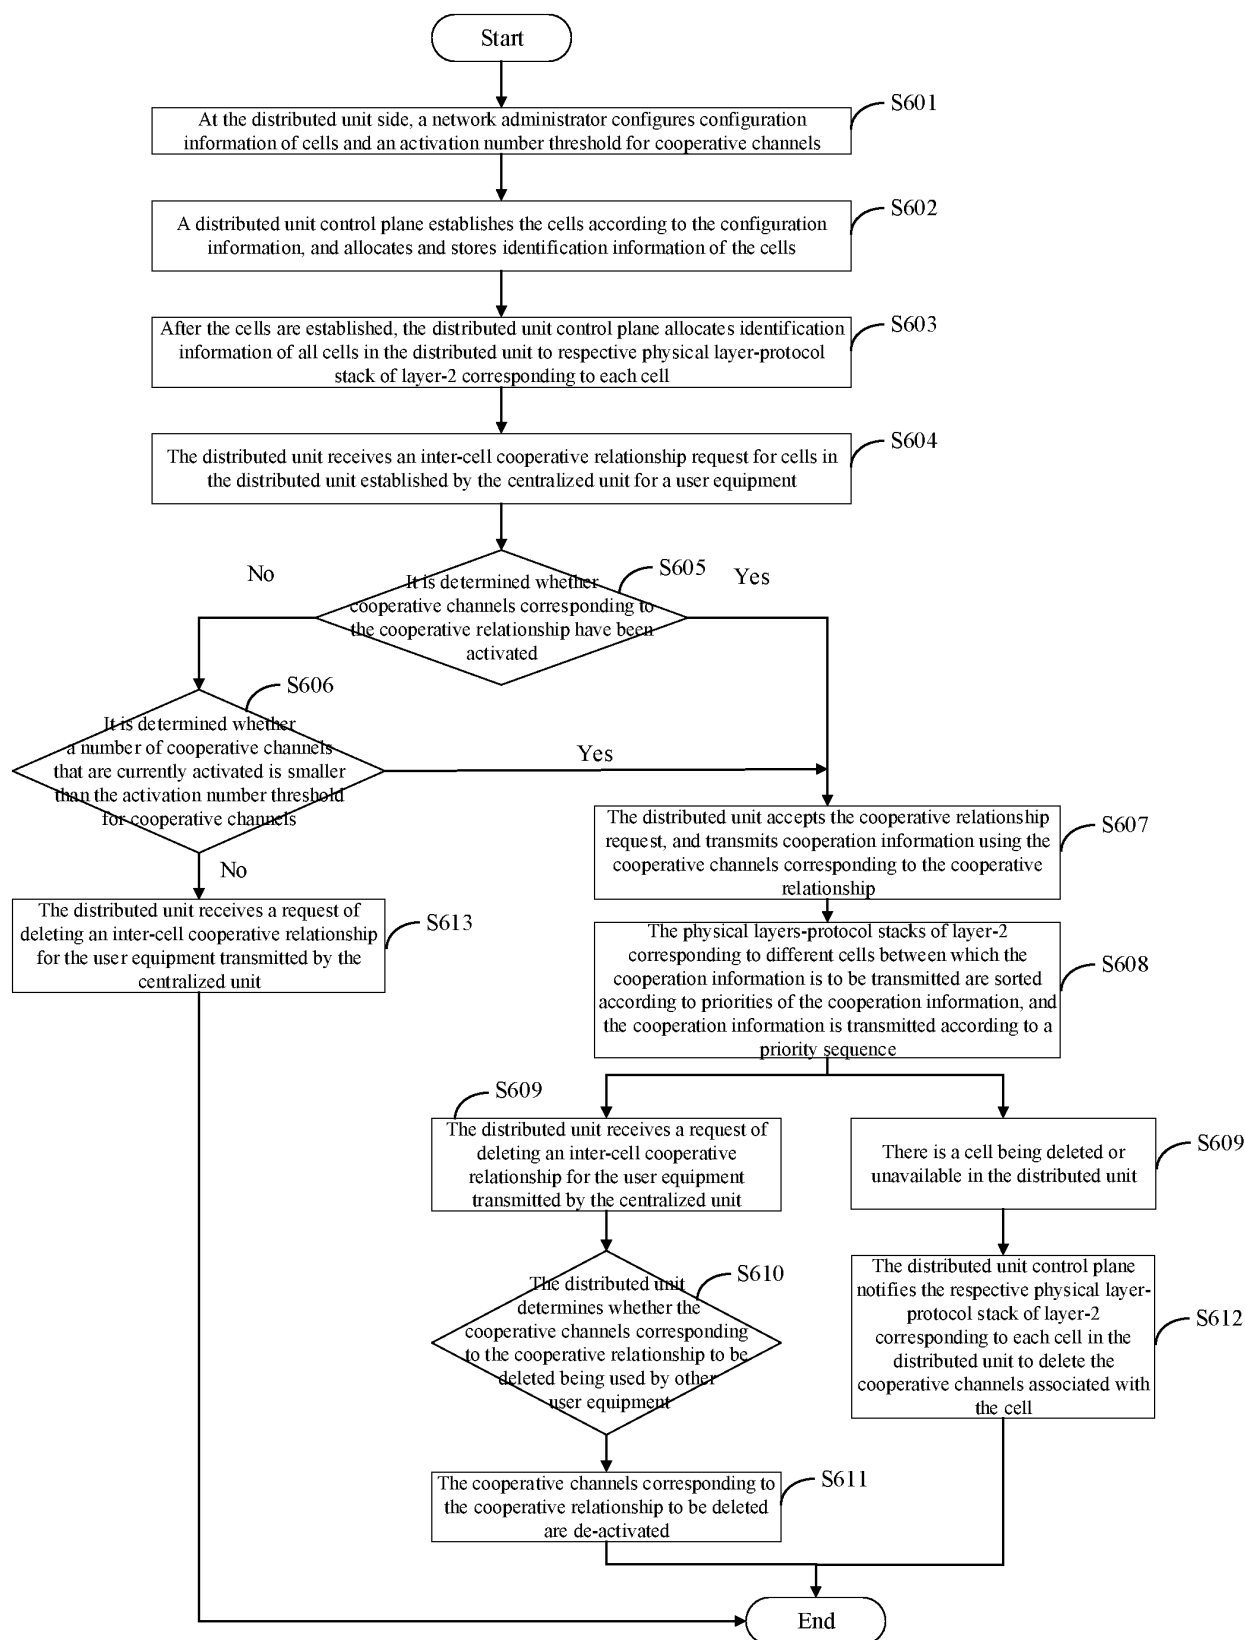 Start
S601
At the distributed unit side, a network administrator configures configuration
information of cells and an activation number threshold for cooperative channels
S602
A distributed unit control plane establishes the cells according to the configuration
information, and allocates and stores identification information of the cells
S603
After the cells are established, the distributed unit control plane allocates identification
information of all cells in the distributed unit to respective physical layer-protocol
stack of layer-2 corresponding to each cell
S604
The distributed unit receives an inter-cell cooperative relationship request for cells in
the distributed unit established by the centralized unit for a user equipment
No
S605
Yes
It is determined whether
cooperative channels corresponding to
the cooperative relationship have been
activated
S606
It is determined whether
a number of cooperative channels
that are currently activated is smaller
than the activation number threshold
for cooperative channels
Yes
No
The distributed unit accepts the cooperative relationship
request, and transmits cooperation information using the
cooperative channels corresponding to the cooperative
relationship
S607
The distributed unit receives a request of
deleting an inter-cell cooperative relationship
for the user equipment transmitted by the
centralized unit
S613
The physical layers-protocol stacks of layer-2
corresponding to different cells between which the
cooperation information is to be transmitted are sorted
according to priorities of the cooperation information, and
the cooperation information is transmitted according to a
priority sequence
S608
S609
The distributed unit receives a request of
deleting an inter-cell cooperative
relationship for the user equipment
transmitted by the centralized unit
There is a cell being deleted or
unavailable in the distributed unit
S609
S610
The distributed unit
determines whether the
cooperative channels corresponding
to the cooperative relationship to be
deleted being used by other
user equipment
The distributed unit control plane
notifies the respective physical layer-
protocol stack of layer-2
corresponding to each cell in the
distributed unit to delete the
cooperative channels associated with
the cell
S612
The cooperative channels corresponding to
the cooperative relationship to be deleted
are de-activated
S611
End